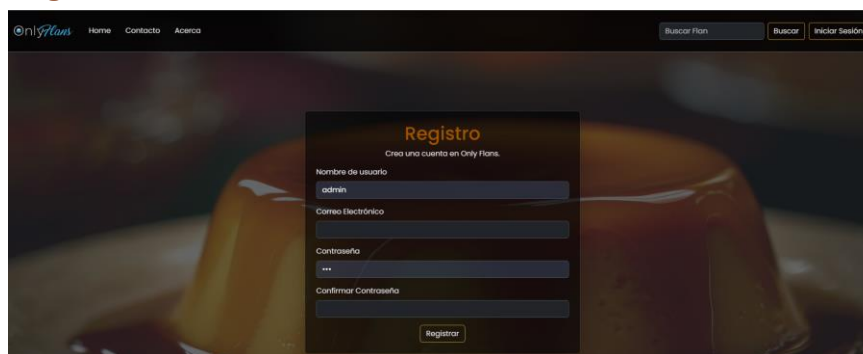 OnlyFlans Home Contacto Acerca Buscar Flan Buscar Iniciar Sesión
Registro
Crea una cuenta en Only Flans.
Nombre de usuario
admin
Correo Electrónico
Contraseña
•••
Confirmar Contraseña
Registrar